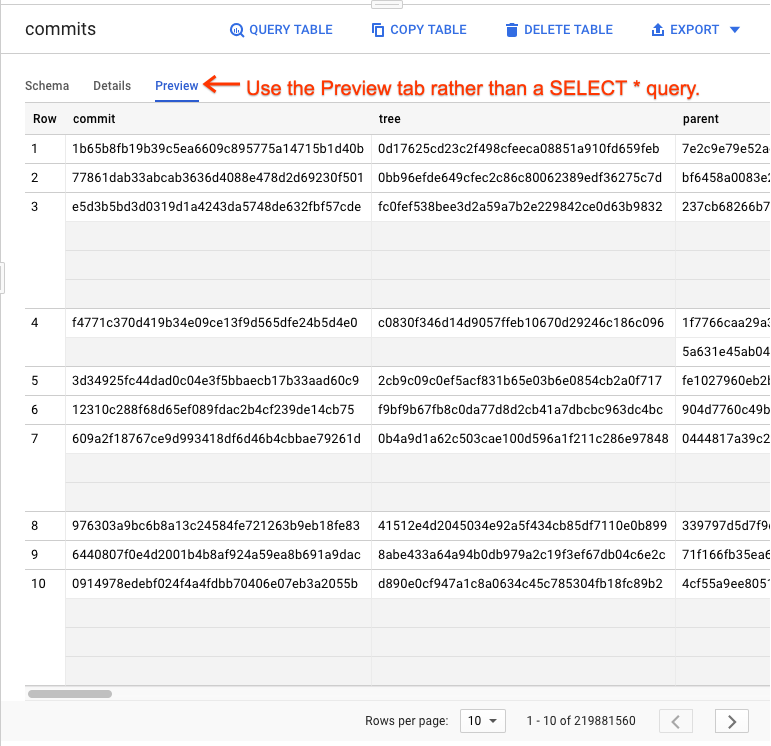 commits QUERY TABLE COPY TABLE DELETE TABLE EXPORT
Schema Details Preview Use the Preview tab rather than a SELECT * query.
Row commit tree parent
1 1b65b8fb19b39c5ea6609c895775a14715b1d40b 0d17625cd23c2f498cfeeca08851a910fd659feb 7e2c9e79e52a
2 77861dab33abcab3636d4088e478d2d69230f501 0bb96efde649cfec2c86c80062389edf36275c7d bf6458a0083e
3 e5d3b5bd3d0319d1a4243da5748de632fbf57cde fc0fef538bee3d2a59a7b2e229842ce0d63b9832 237cb68266b7
4 f4771c370d419b34e09ce13f9d565dfe24b5d4e0 c0830f346d14d9057ffeb10670d29246c186c096 1f7766caa29a3
5a631e45ab04
5 3d34925fc44dad0c04e3f5bbaecb17b33aad60c9 2cb9c09c0ef5acf831b65e03b6e0854cb2a0f717 fe1027960eb2
6 12310c288f68d65ef089fdac2b4cf239de14cb75 f9bf9b67fb8c0da77d8d2cb41a7dbcbc963dc4bc 904d7760c49b
7 609a2f18767ce9d993418df6d46b4cbbae79261d 0b4a9d1a62c503cae100d596a1f211c286e97848 0444817a39c2
8 976303a9bc6b8a13c24584fe721263b9eb18fe83 41512e4d2045034e92a5f434cb85df7110e0b899 339797d5d7f9
9 6440807f0e4d2001b4b8af924a59ea8b691a9dac 8abe433a64a94b0db979a2c19f3ef67db04c6e2c 71f166fb35ea6
10 0914978edebf024f4a4fdbb70406e07eb3a2055b d890e0cf947a1c8a0634c45c785304fb18fc89b2 4cf55a9ee805
Rows per page: 10 1 - 10 of 219881560